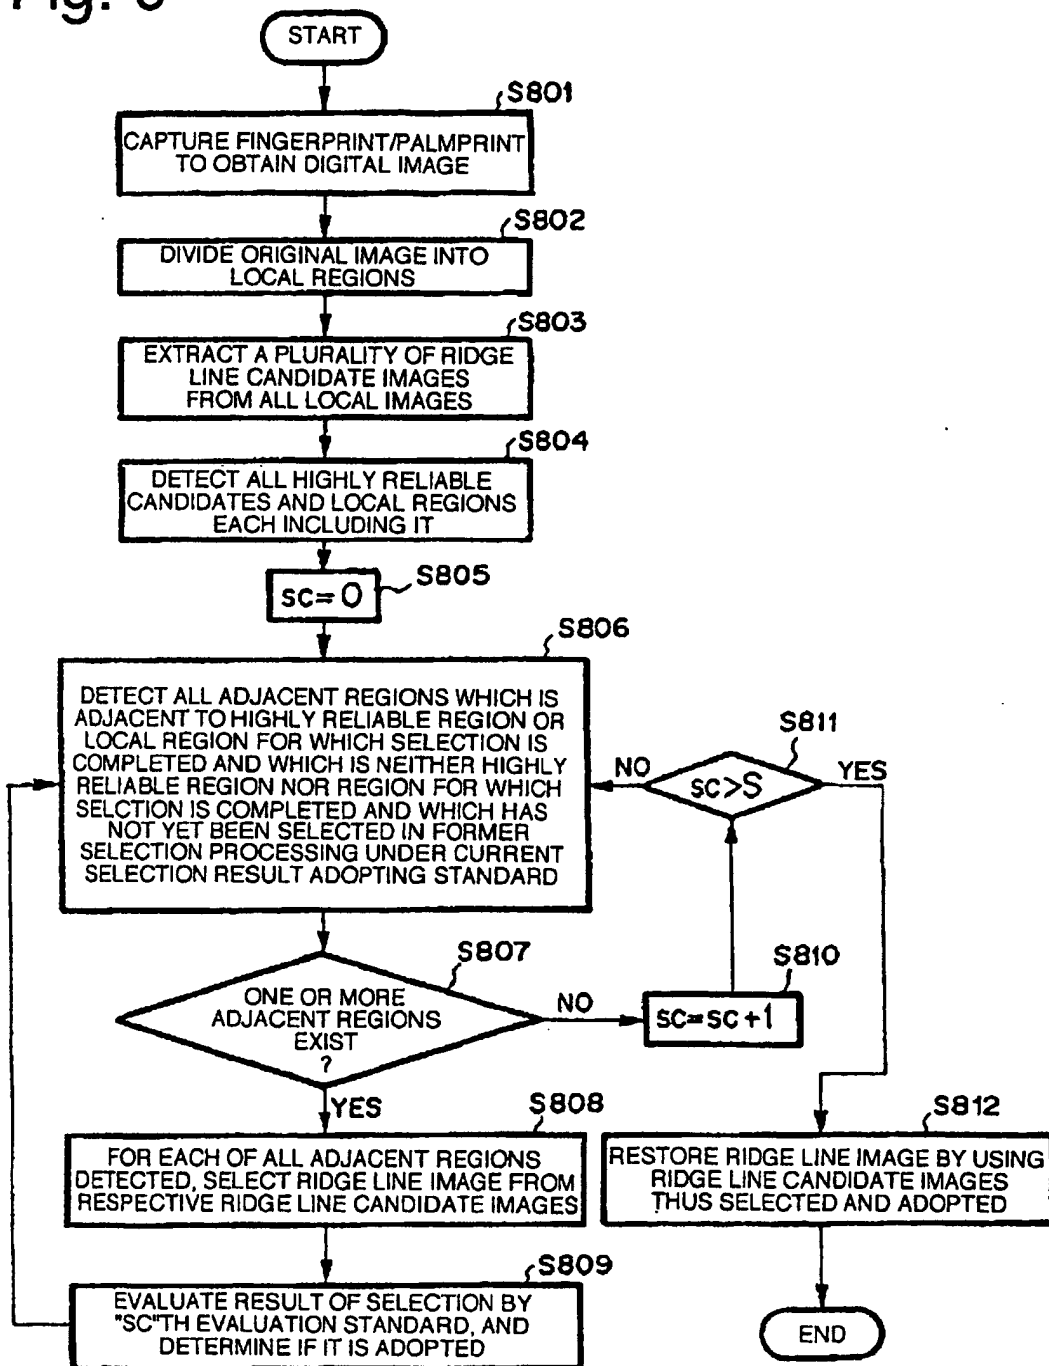 START
S801
CAPTURE FINGERPRINT/PALMPRINT
TO OBTAIN DIGITAL IMAGE
S802
DIVIDE ORIGINAL IMAGE INTO
LOCAL REGIONS
S803
EXTRACT A PLURALITY OF RIDGE
LINE CANDIDATE IMAGES
FROM ALL LOCAL IMAGES
S804
DETECT ALL HIGHLY RELIABLE
CANDIDATES AND LOCAL REGIONS
EACH INCLUDING IT
S805
SC=0
S806
DETECT ALL ADJACENT REGIONS WHICH IS
ADJACENT TO HIGHLY RELIABLE REGION OR
LOCAL REGION FOR WHICH SELECTION IS
COMPLETED AND WHICH IS NEITHER HIGHLY
RELIABLE REGION NOR REGION FOR WHICH
SELCTION IS COMPLETED AND WHICH HAS
NOT YET BEEN SELECTED IN FORMER
SELECTION PROCESSING UNDER CURRENT
SELECTION RESULT ADOPTING STANDARD
S811
NO
SC>S
YES
S807
ONE OR MORE
ADJACENT REGIONS
EXIST
?
NO
S810
SC=SC+1
YES
S808
FOR EACH OF ALL ADJACENT REGIONS
DETECTED, SELECT RIDGE LINE IMAGE FROM
RESPECTIVE RIDGE LINE CANDIDATE IMAGES
S812
RESTORE RIDGE LINE IMAGE BY USING
RIDGE LINE CANDIDATE IMAGES
THUS SELECTED AND ADOPTED
S809
EVALUATE RESULT OF SELECTION BY
"SC"TH EVALUATION STANDARD, AND
DETERMINE IF IT IS ADOPTED
END